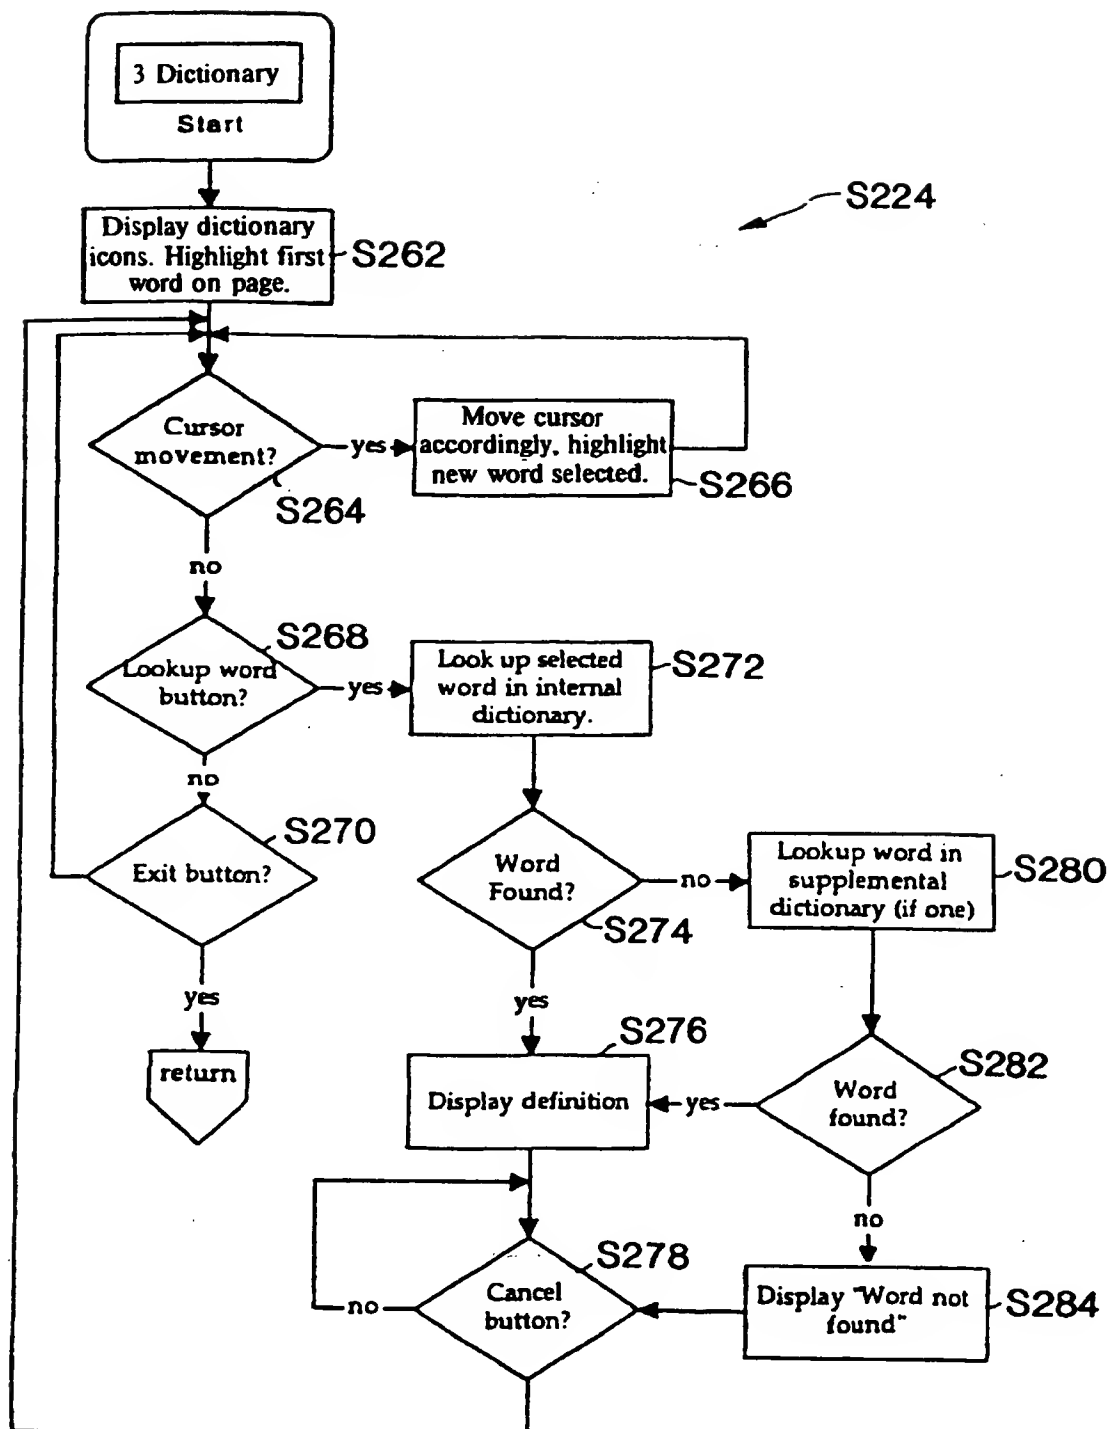 3 Dictionary
Start
S224
Display dictionary
icons. Highlight first
word on page.
S262
Cursor
movement?
S264
yes
Move cursor
accordingly, highlight
new word selected.
S266
no
S268
Lookup word
button?
yes
Look up selected
word in internal
dictionary.
S272
no
S270
Exit button?
yes
return
Word
Found?
S274
no
Lookup word in
supplemental
dictionary (if one)
S280
yes
S276
Display definition
S282
Word
found?
yes
no
S278
Cancel
button?
no
Display "Word not
found"
S284